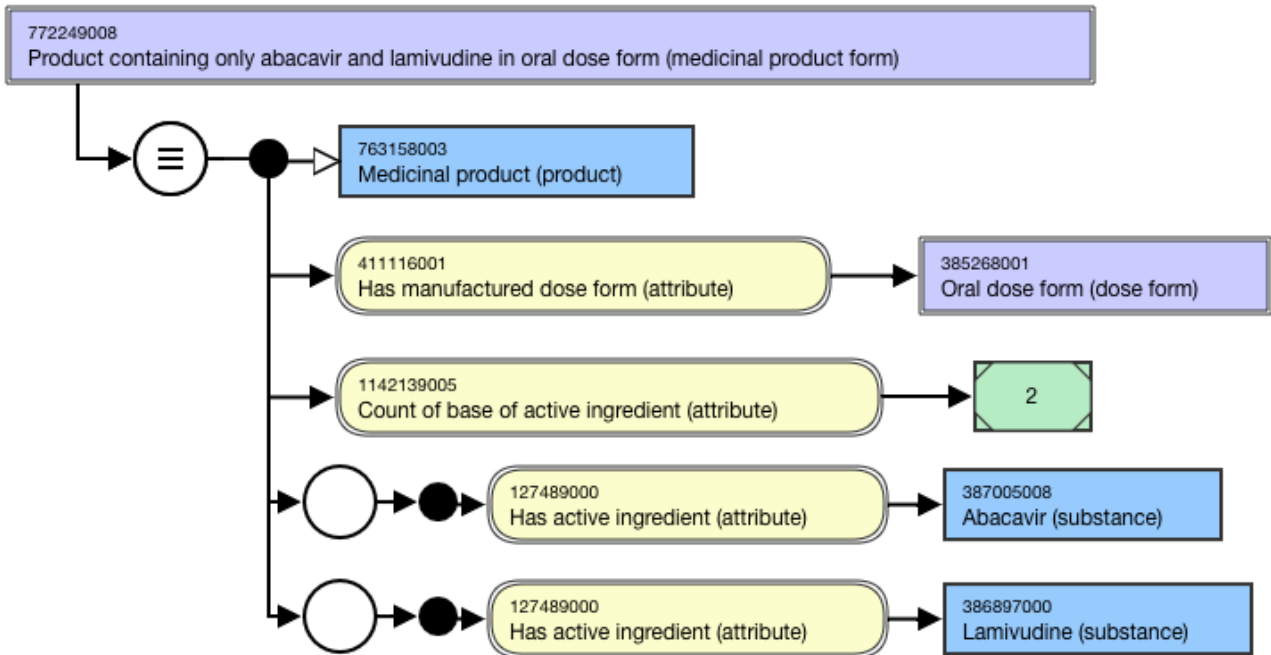 772249008
Product containing only abacavir and lamivudine in oral dose form (medicinal product form)
763158003
Medicinal product (product)
411116001
Has manufactured dose form (attribute)
385268001
Oral dose form (dose form)
1142139005
Count of base of active ingredient (attribute)
2
127489000
Has active ingredient (attribute)
387005008
Abacavir (substance)
127489000
Has active ingredient (attribute)
386897000
Lamivudine (substance)